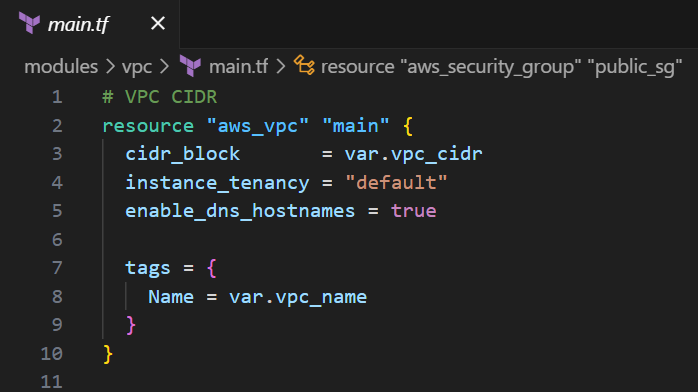 main.tf
modules > vpc > main.tf > resource "aws_security_group" "public_sg"
1 # VPC CIDR
2 resource "aws_vpc" "main" {
3   cidr_block       = var.vpc_cidr
4   instance_tenancy = "default"
5   enable_dns_hostnames = true
6
7   tags = {
8     Name = var.vpc_name
9   }
10 }
11